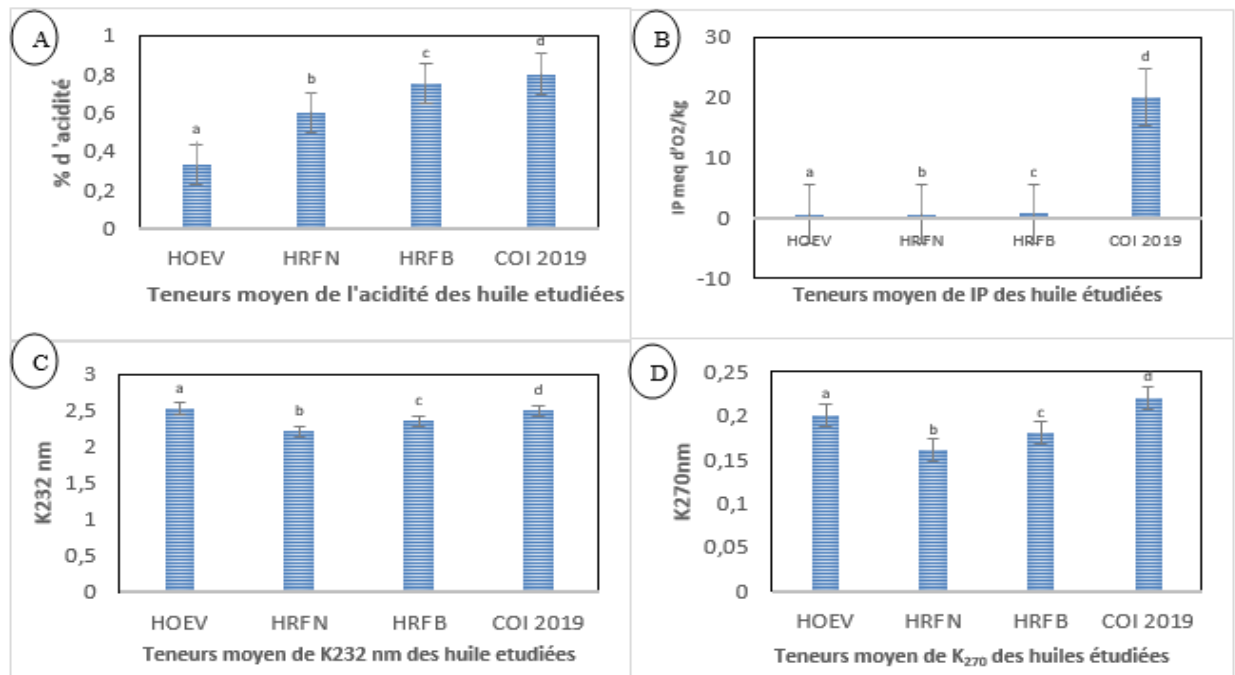 A
% d 'acidité
1
0,8
0,6
0,4
0,2
0
a
b
c
d
HOEV HRFN HRFB COI 2019
Teneurs moyen de l'acidité des huile etudiées
B
IP meq d'O2/kg
30
20
10
0
-10
a
b
c
d
HOEV HRFN HRFB COI 2019
Teneurs moyen de IP des huile étudiées
C
K232 nm
3
2,5
2
1,5
1
0,5
0
a
b
c
d
HOEV HRFN HRFB COI 2019
Teneurs moyen de K232 nm des huile etudiées
D
K270nm
0,25
0,2
0,15
0,1
0,05
0
a
b
c
d
HOEV HRFN HRFB COI 2019
Teneurs moyen de K₂₇₀ des huiles étudiées